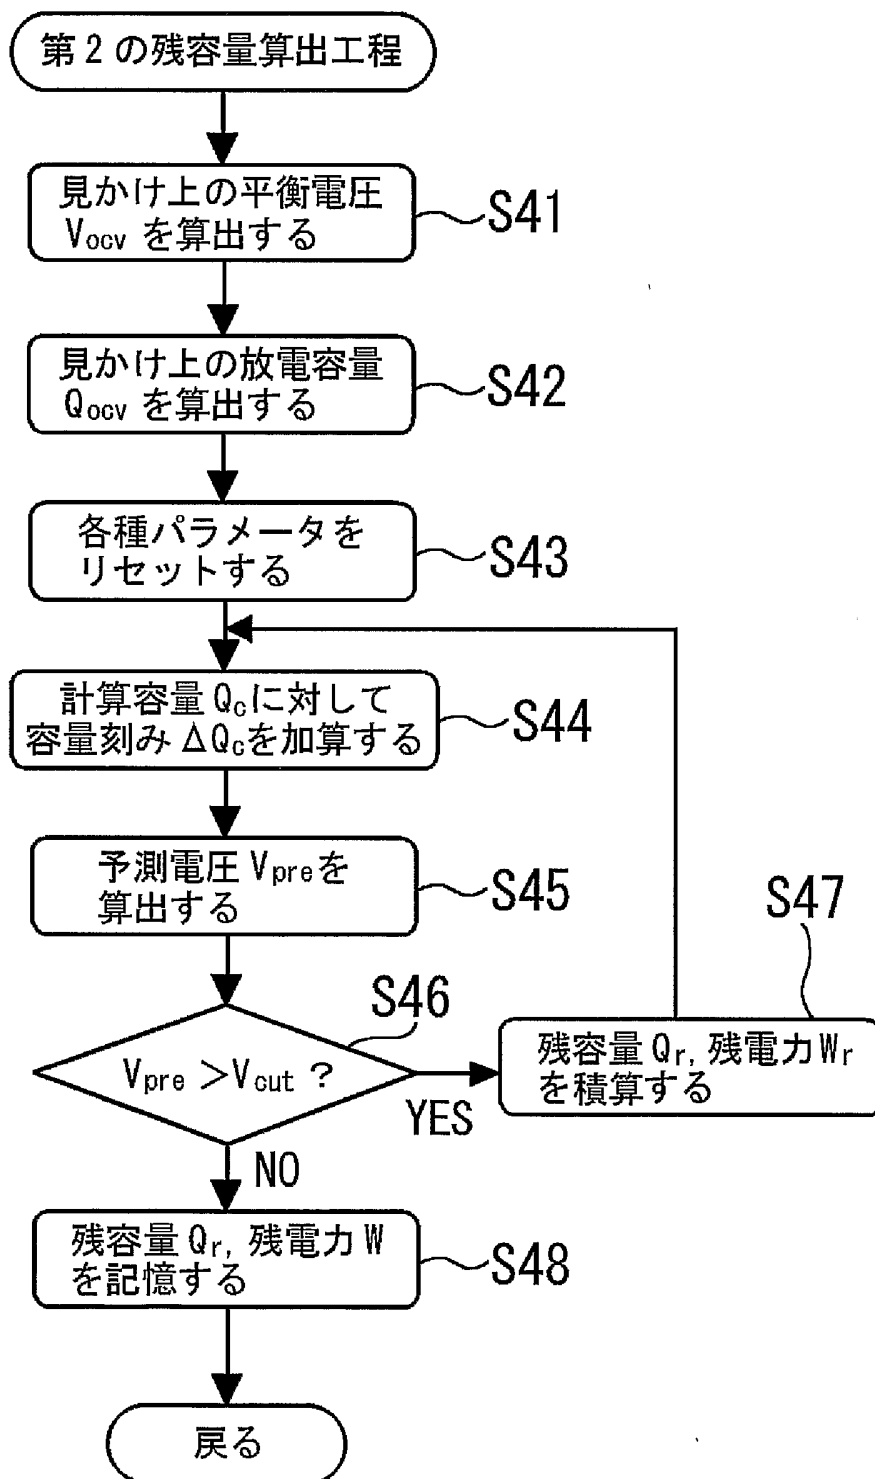 第2の残容量算出工程
見かけ上の平衡電圧
Vocv を算出する
S41
見かけ上の放電容量
Qocv を算出する
S42
各種パラメータを
リセットする
S43
計算容量 Qcに対して
容量刻み ΔQcを加算する
S44
予測電圧 Vpreを
算出する
S45
S46
Vpre >Vcut ?
YES
NO
S47
残容量 Qr, 残電力 Wr
を積算する
残容量 Qr, 残電力 W
を記憶する
S48
戻る